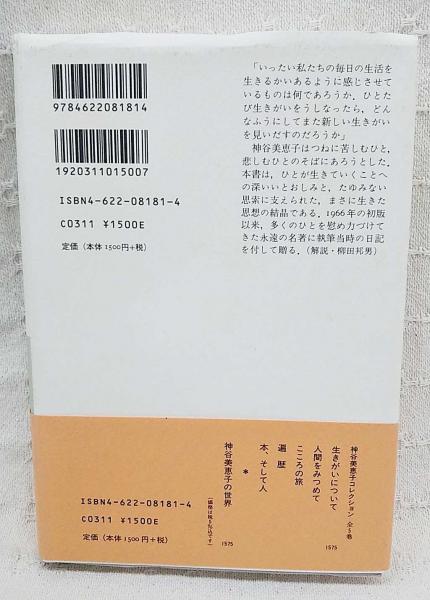 「いったい私たちの毎日の生活を
生きるかいあるように感じさせて
いるものは何であろうか．ひとた
び生きがいをうしなったら，どん
なふうにしてまた新しい生きがい
を見いだすのだろうか」
神谷美恵子はつねに苦しむひと，
悲しむひとのそばにあろうとした．
本書は，ひとが生きていくことへ
の深いいとおしみと，たゆみない
思索に支えられた，まさに生きた
思想の結晶である．1966年の初版
以来，多くのひとを慰め力づけて
きた永遠の名著に執筆当時の日記
を付して贈る．（解説・柳田邦男）
9784622081814
1920311015007
ISBN4-622-08181-4
C0311 ¥1500E
定価（本体1500円+税）
神谷美恵子コレクション 全5巻
生きがいについて 1575
人間をみつめて
こころの旅
遍歴
本、そして人
＊
神谷美恵子の世界 1575
（価格は税5%込です）
ISBN4-622-08181-4
C0311 ¥1500E
定価（本体1500円+税）